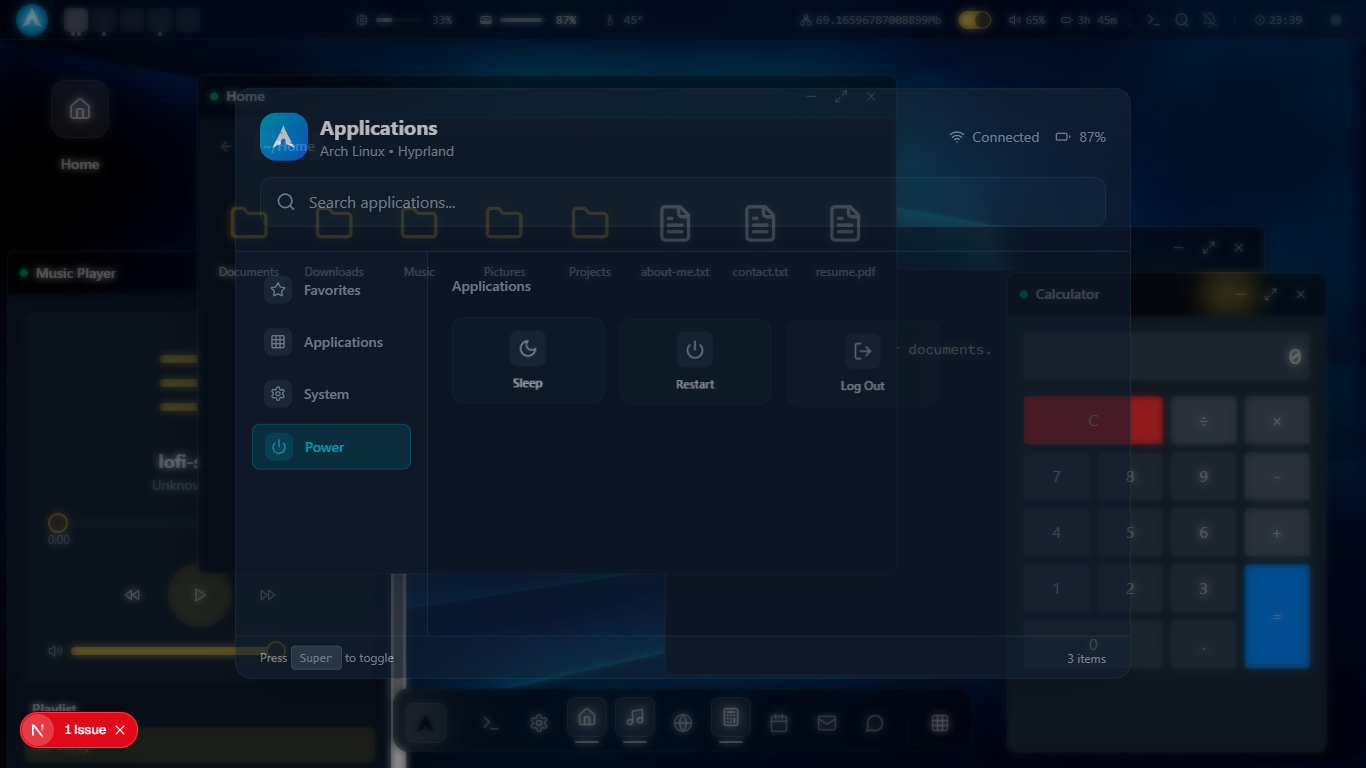 33%
87%
45°
69.16596787008899Mb
65%
3h 45m
23:39
Home
Home
~/Home
Applications
Arch Linux • Hyprland
Connected
87%
Search applications...
Documents
Downloads
Music
Pictures
Projects
about-me.txt
contact.txt
resume.pdf
Music Player
Calculator
Favorites
Applications
System
Power
Applications
Sleep
Restart
Log Out
documents.
0
C ÷ ×
7 8 9 -
4 5 6 +
1 2 3 =
0 .
0:00
Press Super to toggle
3 items
Playlist
N 1 Issue